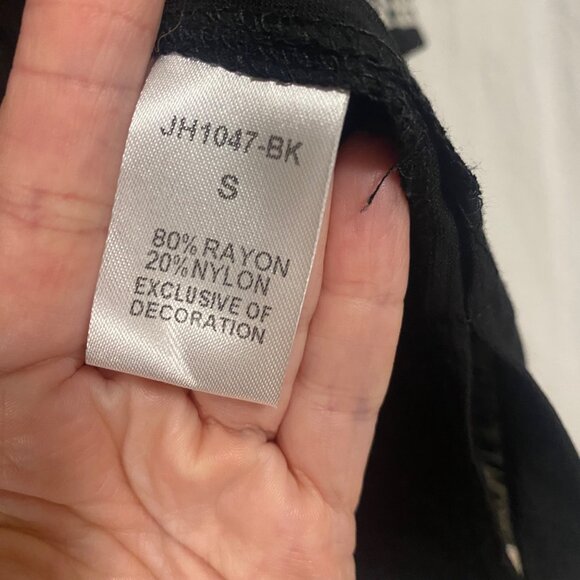 JH1047-BK
S
80% RAYON
20% NYLON
EXCLUSIVE OF
DECORATION